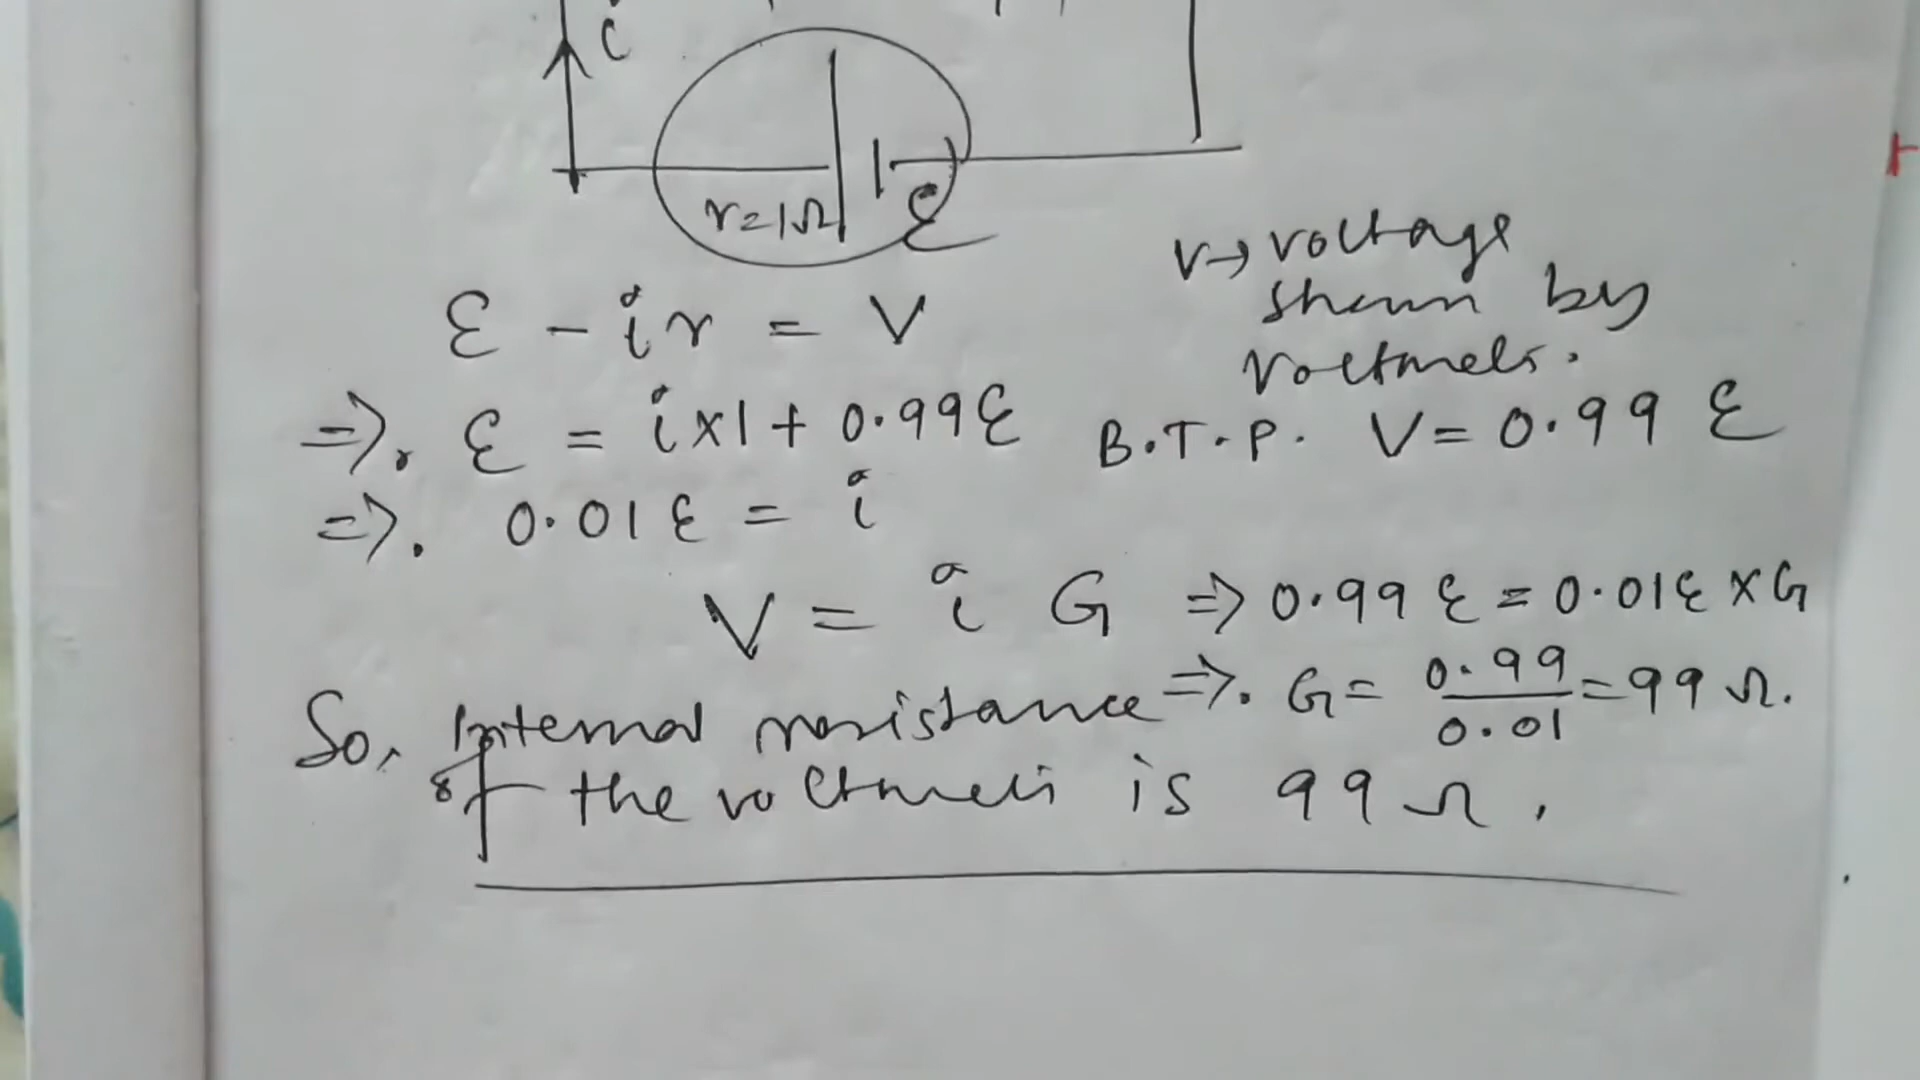 i
r=1Ω
ε
V→ voltage
shown by
voltmeter.
ε - ir = V
⇒. ε = i×1 + 0.99ε B.T.P. V = 0.99 ε
⇒. 0.01ε = i
V = i G ⇒ 0.99 ε = 0.01ε × G
⇒. G = 0.99/0.01 = 99 Ω.
So, Internal resistance
of the voltmeter is 99 Ω.